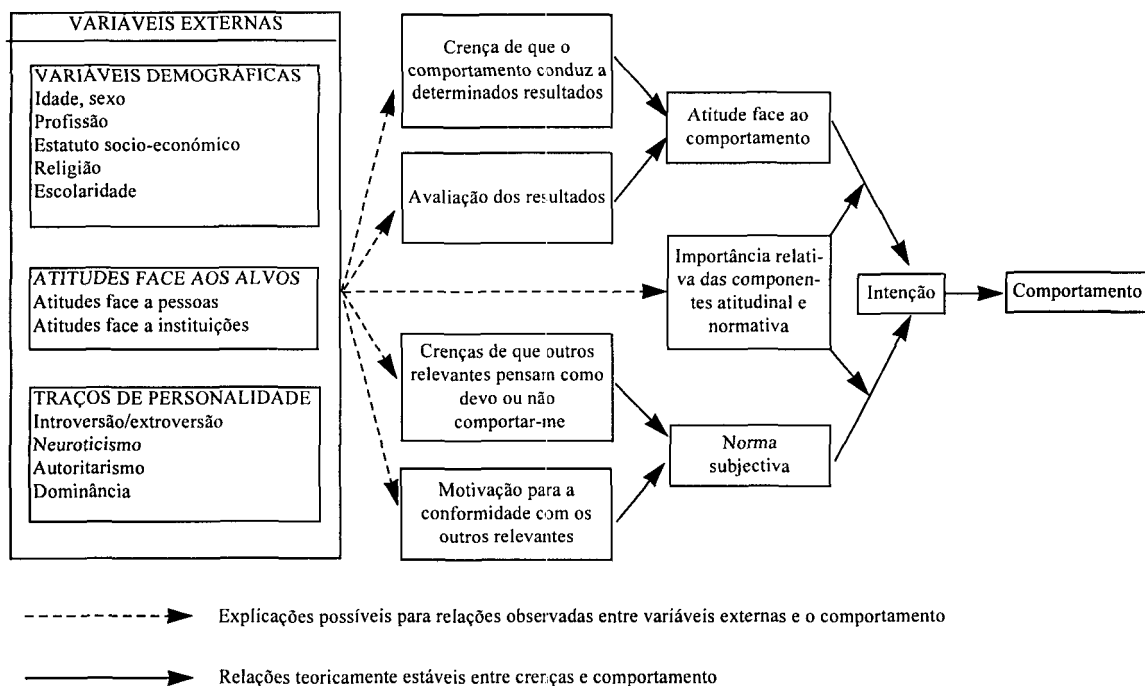 VARIÁVEIS EXTERNAS
VARIÁVEIS DEMOGRÁFICAS
Idade, sexo
Profissão
Estatuto socio-económico
Religião
Escolaridade
ATITUDES FACE AOS ALVOS
Atitudes face a pessoas
Atitudes face a instituições
TRAÇOS DE PERSONALIDADE
Introversão/extroversão
Neuroticismo
Autoritarismo
Dominância
Crença de que o
comportamento conduz a
determinados resultados
Avaliação dos resultados
Crenças de que outros
relevantes pensam como
devo ou não
comportar-me
Motivação para a
conformidade com os
outros relevantes
Atitude face ao
comportamento
Importância relati-
va das componen-
tes atitudinal e
normativa
Norma
subjectiva
Intenção
Comportamento
Explicações possíveis para relações observadas entre variáveis externas e o comportamento
Relações teoricamente estáveis entre crenças e comportamento